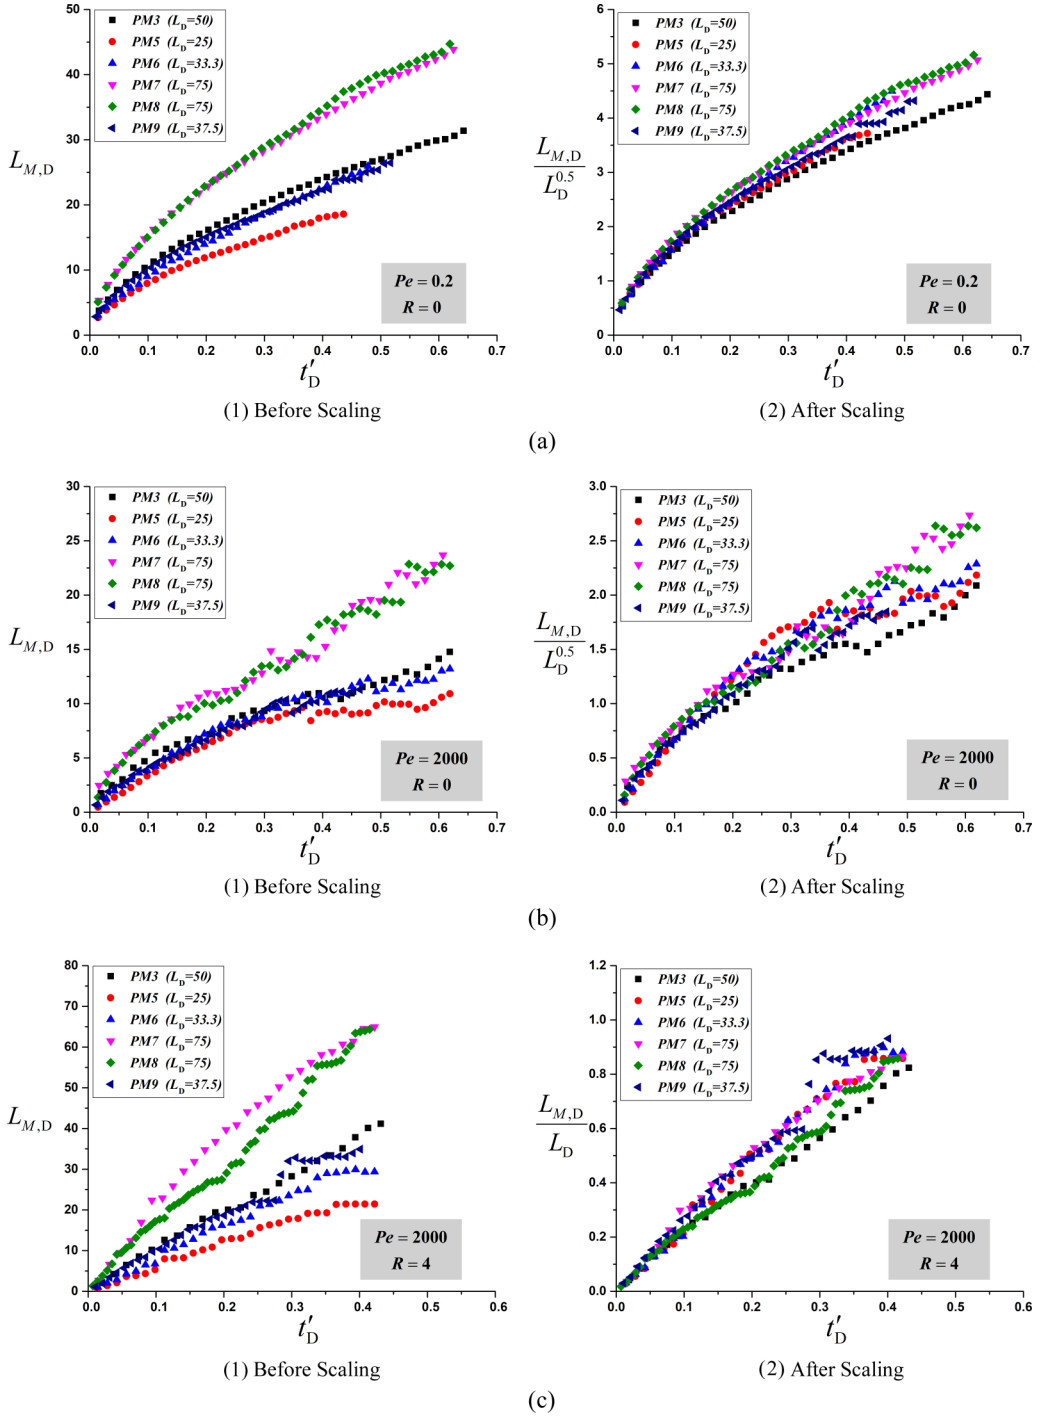 50
40
30
20
10
0
L_M,D
PM3 (L_D=50)
PM5 (L_D=25)
PM6 (L_D=33.3)
PM7 (L_D=75)
PM8 (L_D=75)
PM9 (L_D=37.5)
Pe = 0.2
R = 0
0.0 0.1 0.2 0.3 0.4 0.5 0.6 0.7
t′_D
(1) Before Scaling
6
5
4
3
2
1
0
L_M,D
L_D^0.5
PM3 (L_D=50)
PM5 (L_D=25)
PM6 (L_D=33.3)
PM7 (L_D=75)
PM8 (L_D=75)
PM9 (L_D=37.5)
Pe = 0.2
R = 0
0.0 0.1 0.2 0.3 0.4 0.5 0.6 0.7
t′_D
(2) After Scaling
(a)
30
25
20
15
10
5
0
L_M,D
PM3 (L_D=50)
PM5 (L_D=25)
PM6 (L_D=33.3)
PM7 (L_D=75)
PM8 (L_D=75)
PM9 (L_D=37.5)
Pe = 2000
R = 0
0.0 0.1 0.2 0.3 0.4 0.5 0.6 0.7
t′_D
(1) Before Scaling
3.0
2.5
2.0
1.5
1.0
0.5
0.0
L_M,D
L_D^0.5
PM3 (L_D=50)
PM5 (L_D=25)
PM6 (L_D=33.3)
PM7 (L_D=75)
PM8 (L_D=75)
PM9 (L_D=37.5)
Pe = 2000
R = 0
0.0 0.1 0.2 0.3 0.4 0.5 0.6 0.7
t′_D
(2) After Scaling
(b)
80
70
60
50
40
30
20
10
0
L_M,D
PM3 (L_D=50)
PM5 (L_D=25)
PM6 (L_D=33.3)
PM7 (L_D=75)
PM8 (L_D=75)
PM9 (L_D=37.5)
Pe = 2000
R = 4
0.0 0.1 0.2 0.3 0.4 0.5 0.6
t′_D
(1) Before Scaling
1.2
1.0
0.8
0.6
0.4
0.2
0.0
L_M,D
L_D
PM3 (L_D=50)
PM5 (L_D=25)
PM6 (L_D=33.3)
PM7 (L_D=75)
PM8 (L_D=75)
PM9 (L_D=37.5)
Pe = 2000
R = 4
0.0 0.1 0.2 0.3 0.4 0.5 0.6
t′_D
(2) After Scaling
(c)